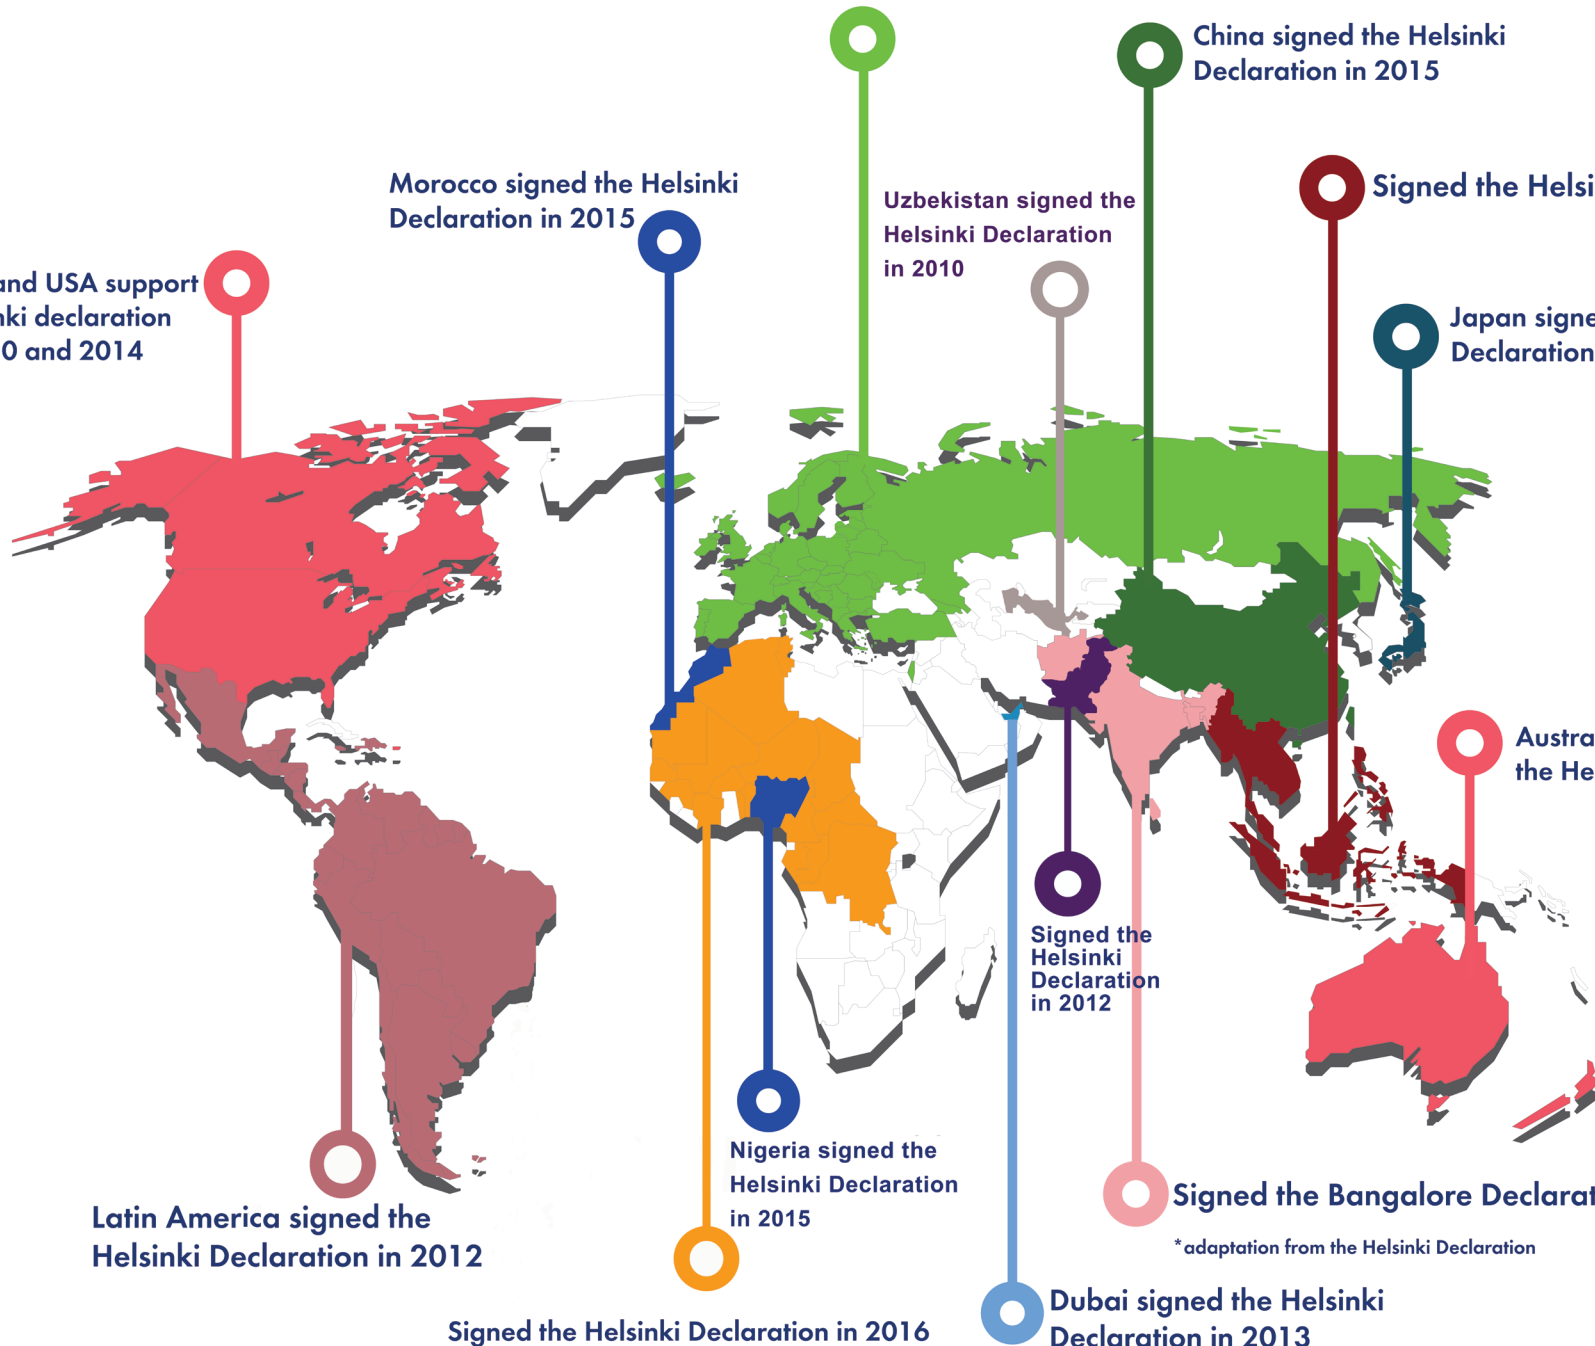 China signed the Helsinki
Declaration in 2015
Morocco signed the Helsinki
Declaration in 2015
Uzbekistan signed the
Helsinki Declaration
in 2010
Signed the Helsi
and USA support
nki declaration
0 and 2014
Japan signe
Declaration
Austra
the He
Signed the
Helsinki
Declaration
in 2012
Nigeria signed the
Helsinki Declaration
in 2015
Signed the Bangalore Declarat
*adaptation from the Helsinki Declaration
Latin America signed the
Helsinki Declaration in 2012
Signed the Helsinki Declaration in 2016
Dubai signed the Helsinki
Declaration in 2013